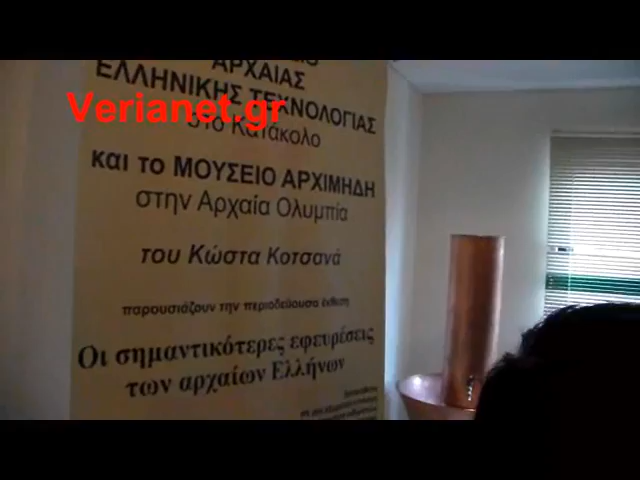 ΑΡΧΑΙΑΣ
ΕΛΛΗΝΙΚΗΣ ΤΕΧΝΟΛΟΓΙΑΣ
Verianet.gr
στο Κατάκολο
και το ΜΟΥΣΕΙΟ ΑΡΧΙΜΗΔΗ
στην Αρχαία Ολυμπία
του Κώστα Κοτσανά
παρουσιάζουν την περιοδεύουσα έκθεση
Οι σημαντικότερες εφευρέσεις
των αρχαίων Ελλήνων